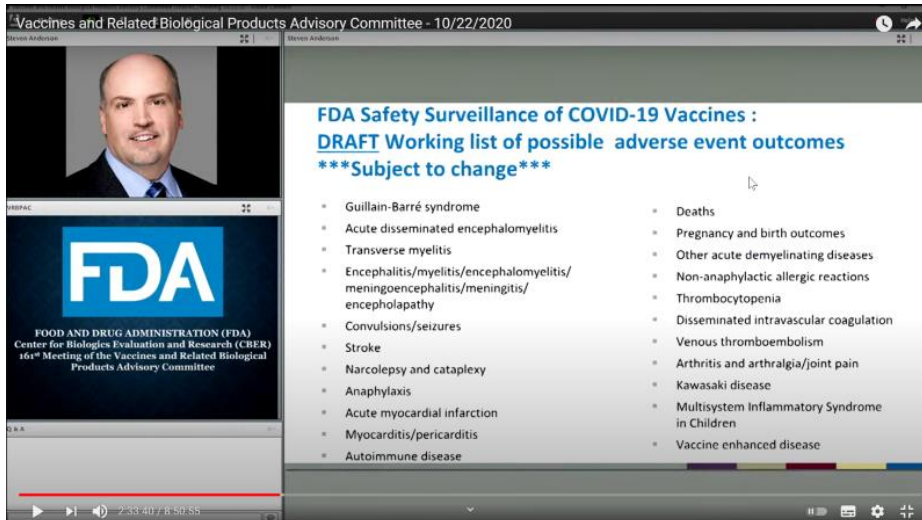 Vaccines and Related Biological Products Advisory Committee - 10/22/2020
Steven Anderson
Steven Anderson
VRBPAC
FDA
FOOD AND DRUG ADMINISTRATION (FDA)
Center for Biologics Evaluation and Research (CBER)
161st Meeting of the Vaccines and Related Biological
Products Advisory Committee
Q & A
FDA Safety Surveillance of COVID-19 Vaccines :
DRAFT Working list of possible adverse event outcomes
***Subject to change***
Guillain-Barré syndrome
Acute disseminated encephalomyelitis
Transverse myelitis
Encephalitis/myelitis/encephalomyelitis/
meningoencephalitis/meningitis/
encepholapathy
Convulsions/seizures
Stroke
Narcolepsy and cataplexy
Anaphylaxis
Acute myocardial infarction
Myocarditis/pericarditis
Autoimmune disease
Deaths
Pregnancy and birth outcomes
Other acute demyelinating diseases
Non-anaphylactic allergic reactions
Thrombocytopenia
Disseminated intravascular coagulation
Venous thromboembolism
Arthritis and arthralgia/joint pain
Kawasaki disease
Multisystem Inflammatory Syndrome
in Children
Vaccine enhanced disease
2:33:40 / 8:50:55